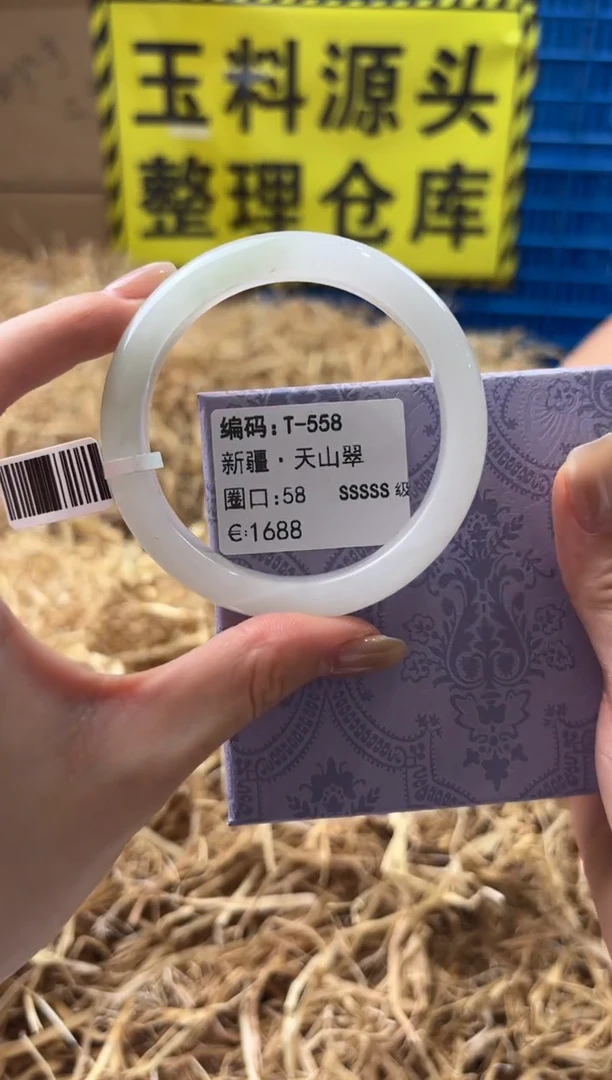 玉料源头
整理仓库
编码:T-558
新疆·天山翠
圈口:58 SSSSS 级
€:1688